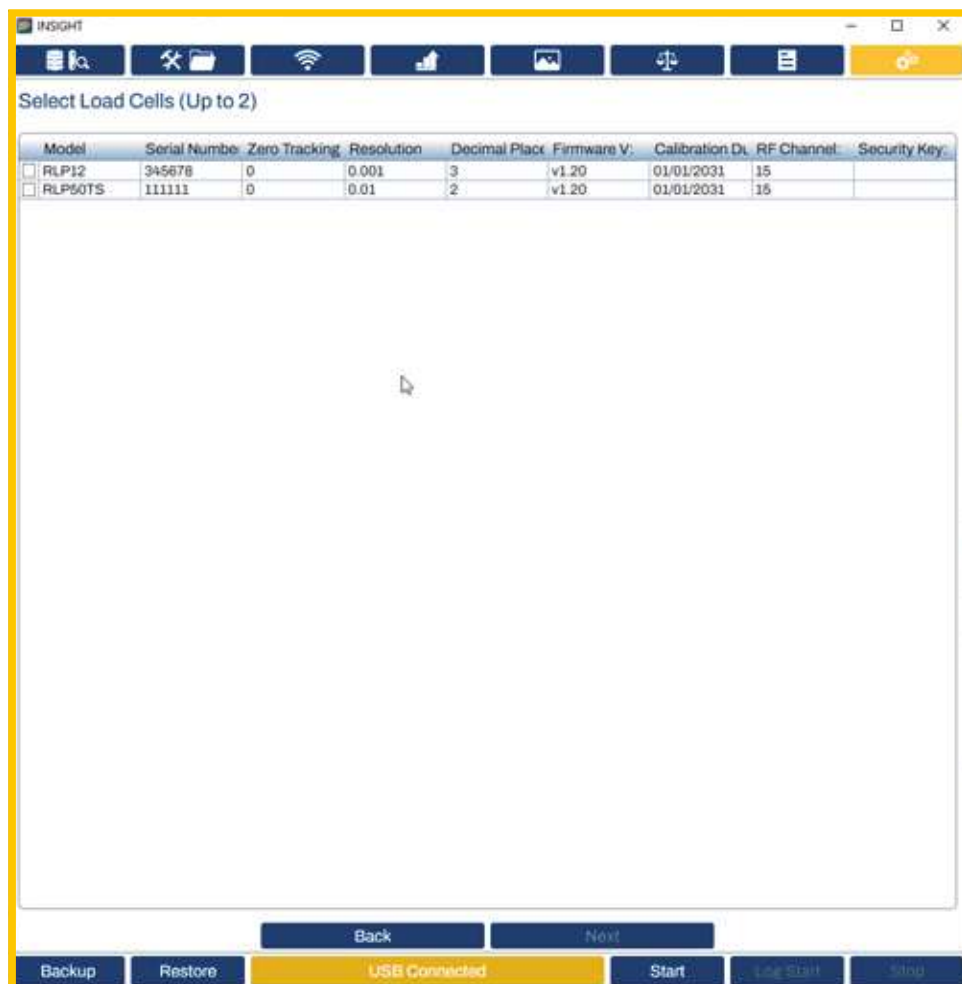 INSIGHT
Select Load Cells (Up to 2)
Model Serial Numbe Zero Tracking Resolution Decimal Place Firmware V: Calibration Du RF Channel: Security Key:
RLP12 345678 0 0.001 3 v1.20 01/01/2031 15
RLP50TS 111111 0 0.01 2 v1.20 01/01/2031 15
Back Next
Backup Restore USB Connected Start Log Start Stop